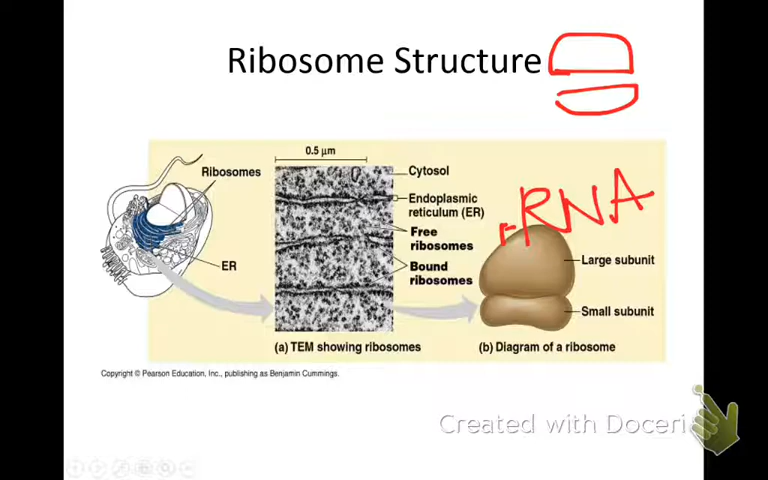 Ribosome Structure
0.5 μm
Ribosomes
Cytosol
Endoplasmic
reticulum (ER)
rRNA
Free
ribosomes
ER
Bound
ribosomes
Large subunit
Small subunit
(a) TEM showing ribosomes
(b) Diagram of a ribosome
Copyright © Pearson Education, Inc., publishing as Benjamin Cummings.
Created with Doceri